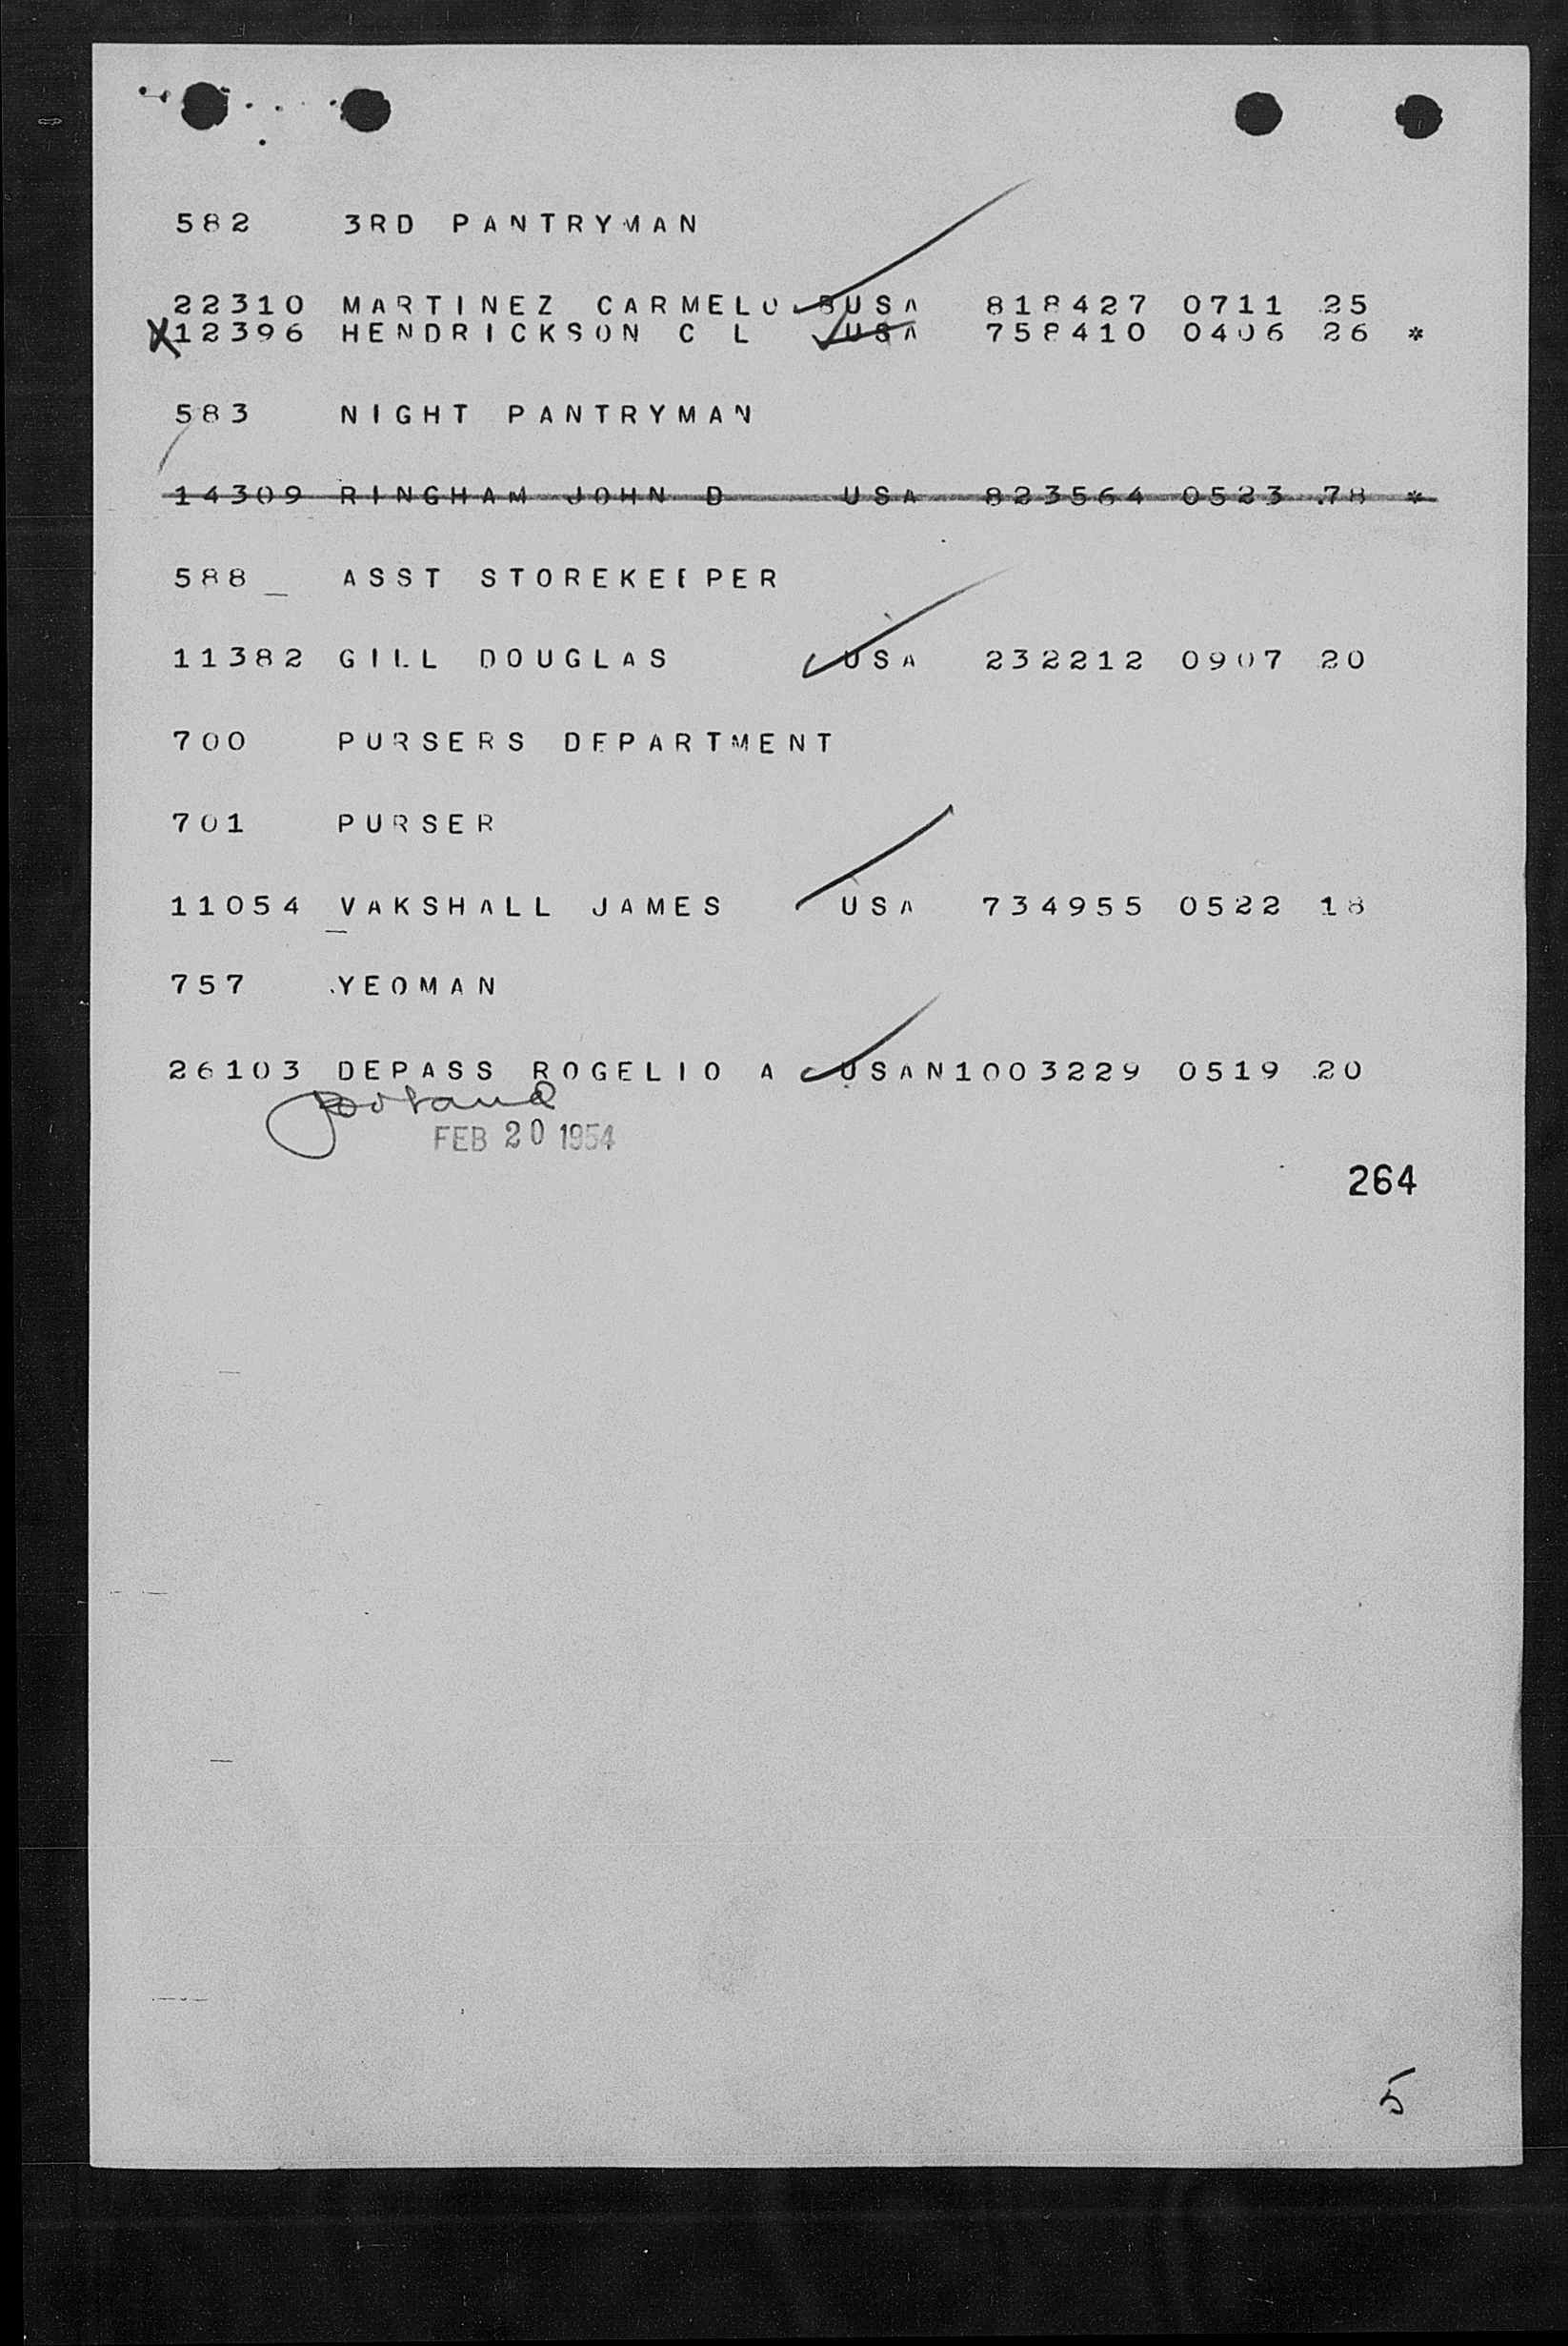 582 3RD PANTRYMAN
22310 MARTINEZ CARMELO B USA 818427 0711 25
X12396 HENDRICKSON C L USA 758410 0406 26 *
583 NIGHT PANTRYMAN
14309 RINGHAM JOHN D USA 823564 0523 78 *
588 ASST STOREKEEPER
11382 GILL DOUGLAS USA 232212 0907 20
700 PURSERS DEPARTMENT
701 PURSER
11054 VAKSHALL JAMES USA 734955 0522 18
757 YEOMAN
26103 DEPASS ROGELIO A USAN1003229 0519 20
FEB 20 1954
264
5